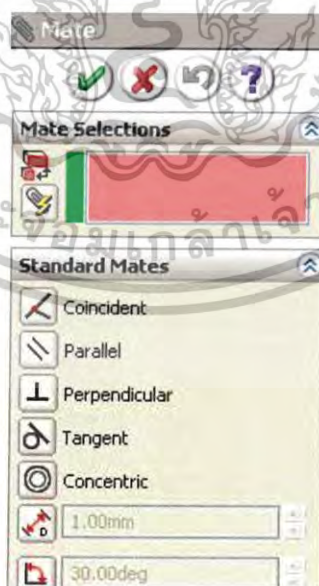 Mate
Mate Selections
Standard Mates
Coincident
Parallel
Perpendicular
Tangent
Concentric
1.00mm
30.00deg